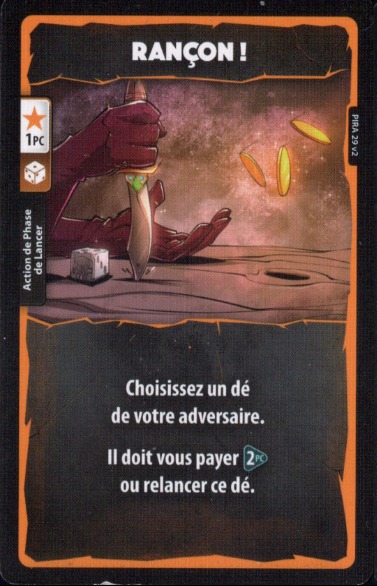 RANÇON !
1PC
PIRA 29 v2
Action de Phase
de Lancer
Choisissez un dé
de votre adversaire.
Il doit vous payer 2PC
ou relancer ce dé.